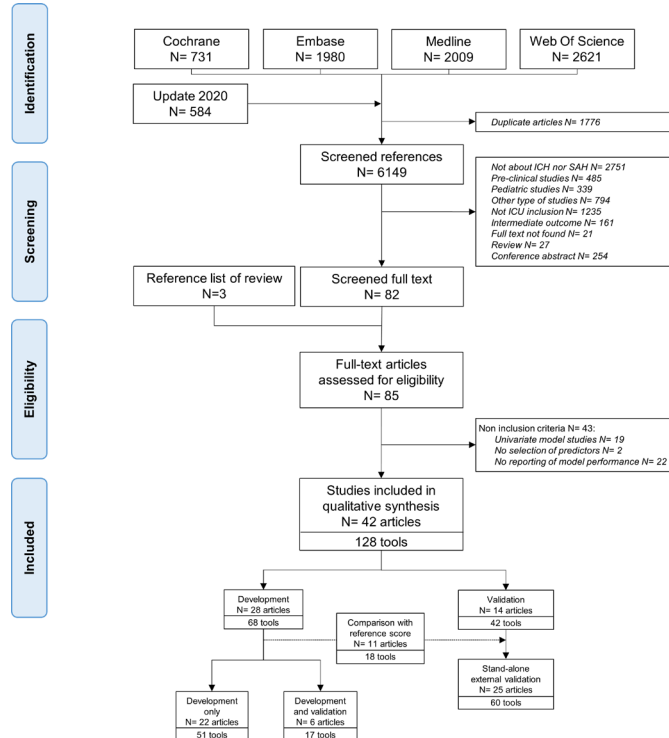 Identification
Cochrane
N= 731
Embase
N= 1980
Medline
N= 2009
Web Of Science
N= 2621
Update 2020
N= 584
Duplicate articles N= 1776
Screening
Screened references
N= 6149
Not about ICH nor SAH N= 2751
Pre-clinical studies N= 485
Pediatric studies N= 339
Other type of studies N= 794
Not ICU inclusion N= 1235
Intermediate outcome N= 161
Full text not found N= 21
Review N= 27
Conference abstract N= 254
Reference list of review
N=3
Screened full text
N= 82
Eligibility
Full-text articles
assessed for eligibility
N= 85
Non inclusion criteria N= 43:
Univariate model studies N= 19
No selection of predictors N= 2
No reporting of model performance N= 22
Included
Studies included in
qualitative synthesis
N= 42 articles
128 tools
Development
N= 28 articles
68 tools
Validation
N= 14 articles
42 tools
Comparison with
reference score
N= 11 articles
18 tools
Stand-alone
external validation
N= 25 articles
60 tools
Development
only
N= 22 articles
51 tools
Development
and validation
N= 6 articles
17 tools